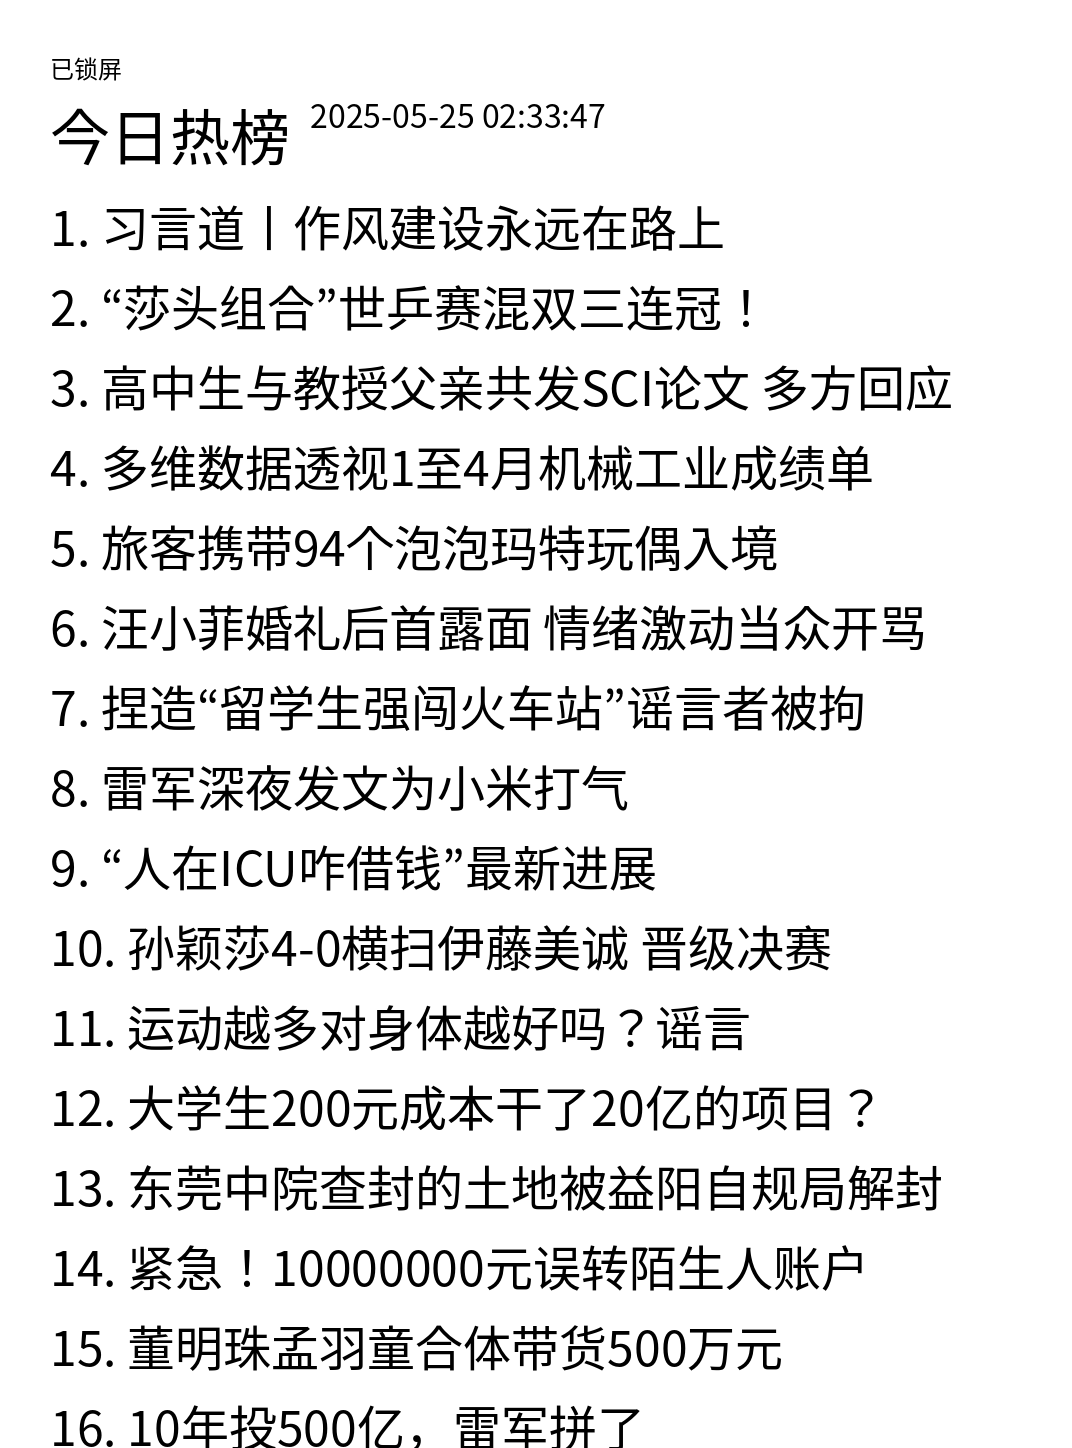 已锁屏
今日热榜 2025-05-25 02:33:47
1. 习言道丨作风建设永远在路上
2. “莎头组合”世乒赛混双三连冠！
3. 高中生与教授父亲共发SCI论文 多方回应
4. 多维数据透视1至4月机械工业成绩单
5. 旅客携带94个泡泡玛特玩偶入境
6. 汪小菲婚礼后首露面 情绪激动当众开骂
7. 捏造“留学生强闯火车站”谣言者被拘
8. 雷军深夜发文为小米打气
9. “人在ICU咋借钱”最新进展
10. 孙颖莎4-0横扫伊藤美诚 晋级决赛
11. 运动越多对身体越好吗？谣言
12. 大学生200元成本干了20亿的项目？
13. 东莞中院查封的土地被益阳自规局解封
14. 紧急！10000000元误转陌生人账户
15. 董明珠孟羽童合体带货500万元
16. 10年投500亿，雷军拼了